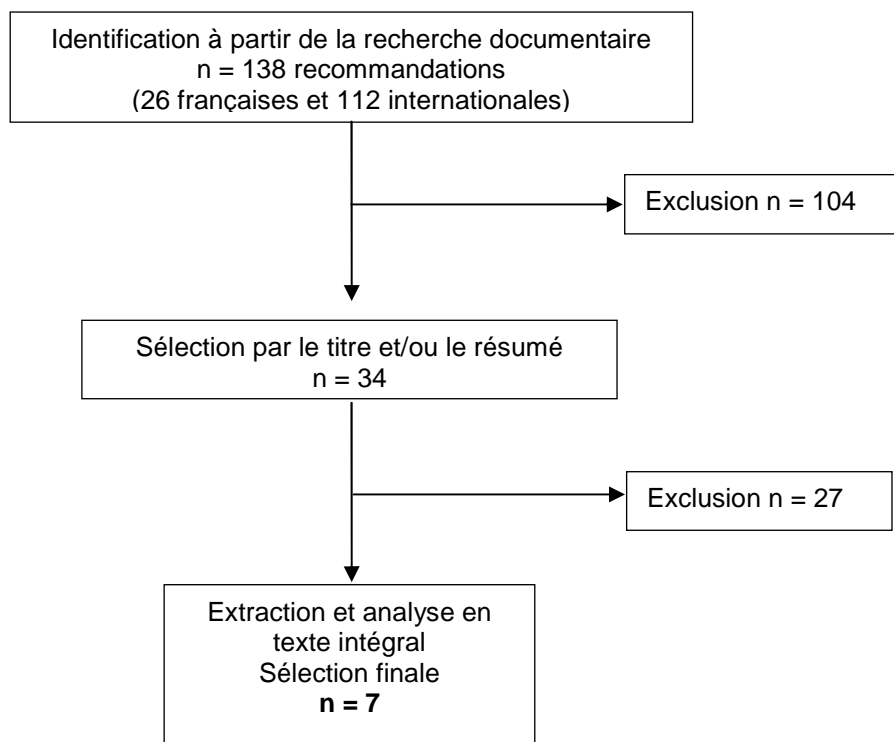 Identification à partir de la recherche documentaire
n = 138 recommandations
(26 françaises et 112 internationales)
Exclusion n = 104
Sélection par le titre et/ou le résumé
n = 34
Exclusion n = 27
Extraction et analyse en
texte intégral
Sélection finale
n = 7